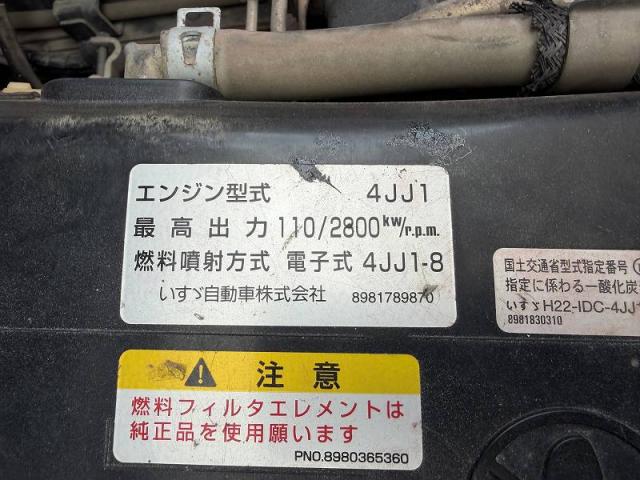 エンジン型式 4JJ1
最高出力 110/2800kw/r.p.m.
燃料噴射方式 電子式 4JJ1-8
いすゞ自動車株式会社 8981789870
国土交通省型式指定番号
指定に係わる一酸化炭
いすゞH22-IDC-4JJ1
8981830310
注意
燃料フィルタエレメントは
純正品を使用願います
PNO.8980365360